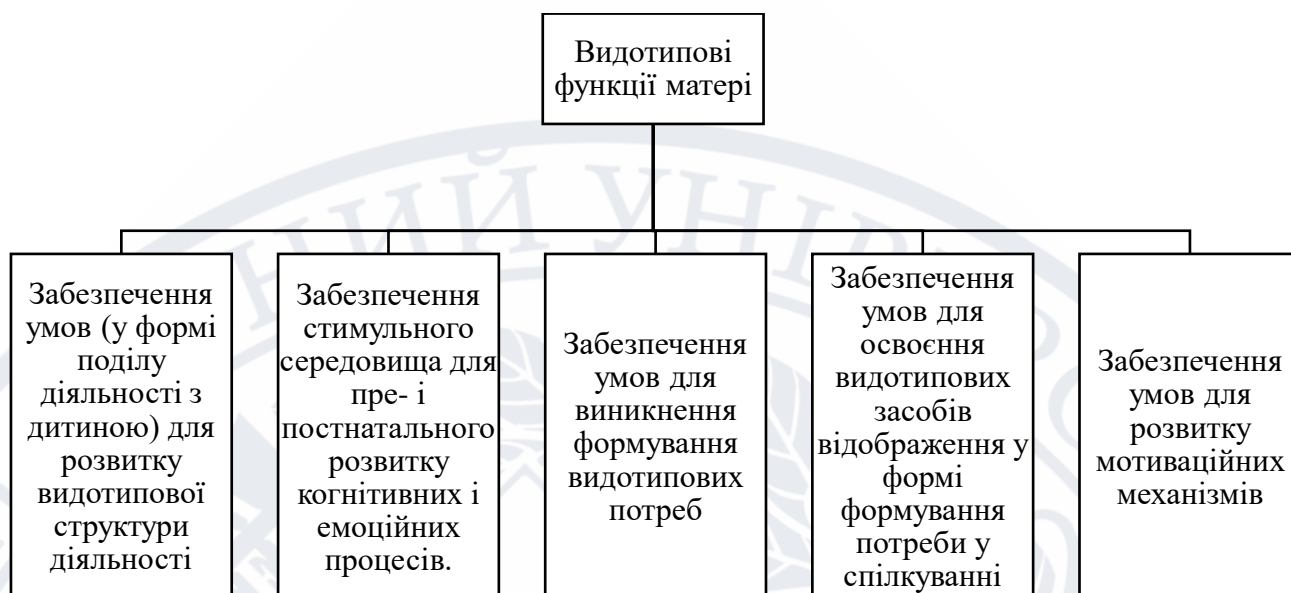 Видотипові
функції матері
Забезпечення
умов (у формі
поділу
діяльності з
дитиною) для
розвитку
видотипової
структури
діяльності
Забезпечення
стимульного
середовища для
пре- і
постнатального
розвитку
когнітивних і
емоційних
процесів.
Забезпечення
умов для
виникнення
формування
видотипових
потреб
Забезпечення
умов для
освоєння
видотипових
засобів
відображення у
формі
формування
потреби у
спілкуванні
Забезпечення
умов для
розвитку
мотиваційних
механізмів